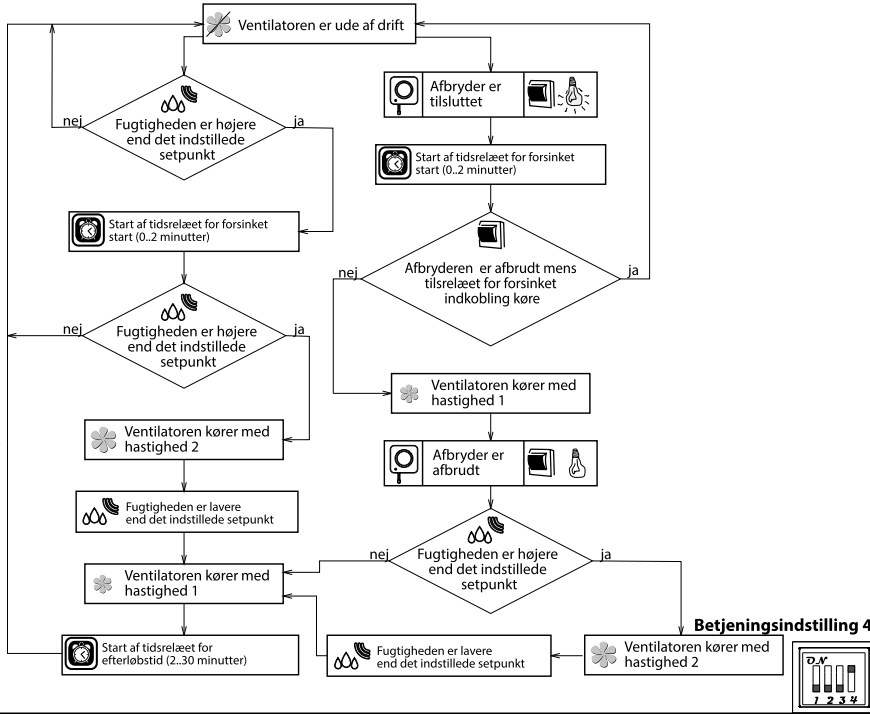 Ventilatoren er ude af drift
nej
ja
Fugtigheden er højere
end det indstillede
setpunkt
Start af tidsrelæet for forsinket
start (0..2 minutter)
nej
ja
Fugtigheden er højere
end det indstillede
setpunkt
Ventilatoren kører med
hastighed 2
Fugtigheden er lavere
end det indstillede setpunkt
Ventilatoren kører med
hastighed 1
Start af tidsrelæet for
efterløbstid (2..30 minutter)
Afbryder er
tilsluttet
Start af tidsrelæet for forsinket
start (0..2 minutter)
nej
ja
Afbryderen er afbrudt mens
tilsrelæet for forsinket
indkobling køre
Ventilatoren kører med
hastighed 1
Afbryder er
afbrudt
nej
ja
Fugtigheden er højere
end det indstillede
setpunkt
Ventilatoren kører med
hastighed 2
Fugtigheden er lavere
end det indstillede setpunkt
Betjeningsindstilling 4
ON
1 2 3 4